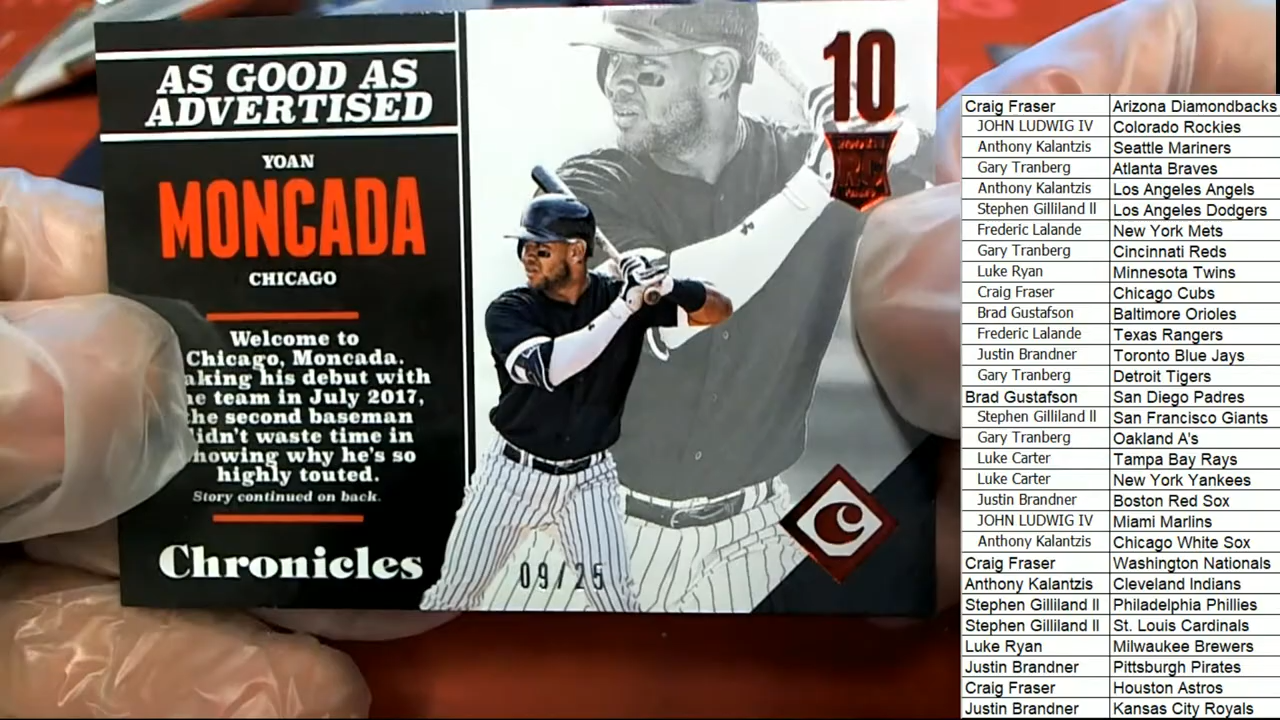 AS GOOD AS
ADVERTISED
YOAN
MONCADA
CHICAGO
Welcome to
Chicago, Moncada.
aking his debut with
e team in July 2017,
he second baseman
idn't waste time in
howing why he's so
highly touted.
Story continued on back.
Chronicles
10
RC
C
09/25
Craig Fraser Arizona Diamondbacks
JOHN LUDWIG IV Colorado Rockies
Anthony Kalantzis Seattle Mariners
Gary Tranberg Atlanta Braves
Anthony Kalantzis Los Angeles Angels
Stephen Gilliland II Los Angeles Dodgers
Frederic Lalande New York Mets
Gary Tranberg Cincinnati Reds
Luke Ryan Minnesota Twins
Craig Fraser Chicago Cubs
Brad Gustafson Baltimore Orioles
Frederic Lalande Texas Rangers
Justin Brandner Toronto Blue Jays
Gary Tranberg Detroit Tigers
Brad Gustafson San Diego Padres
Stephen Gilliland II San Francisco Giants
Gary Tranberg Oakland A's
Luke Carter Tampa Bay Rays
Luke Carter New York Yankees
Justin Brandner Boston Red Sox
JOHN LUDWIG IV Miami Marlins
Anthony Kalantzis Chicago White Sox
Craig Fraser Washington Nationals
Anthony Kalantzis Cleveland Indians
Stephen Gilliland II Philadelphia Phillies
Stephen Gilliland II St. Louis Cardinals
Luke Ryan Milwaukee Brewers
Justin Brandner Pittsburgh Pirates
Craig Fraser Houston Astros
Justin Brandner Kansas City Royals